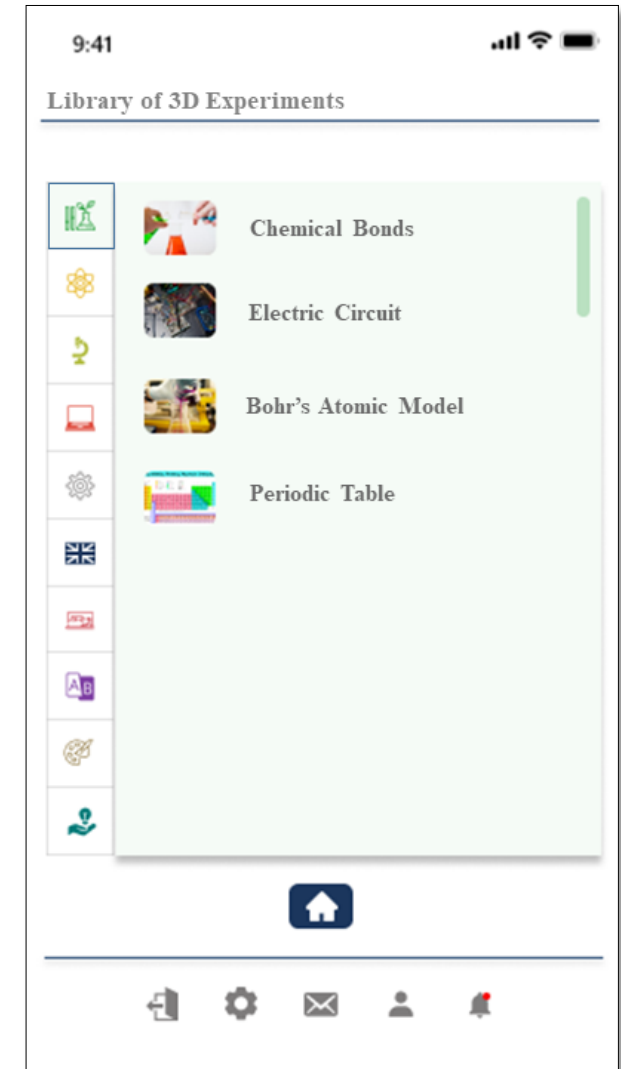 9:41
Library of 3D Experiments
Chemical Bonds
Electric Circuit
Bohr's Atomic Model
Periodic Table
A B